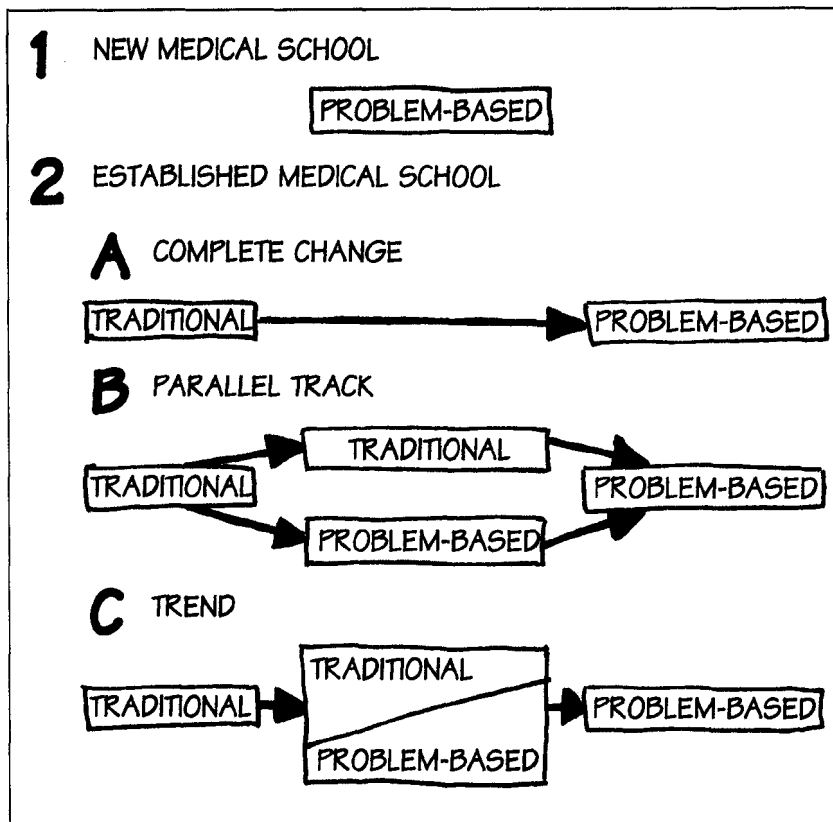 1 NEW MEDICAL SCHOOL
PROBLEM-BASED
2 ESTABLISHED MEDICAL SCHOOL
A COMPLETE CHANGE
TRADITIONAL PROBLEM-BASED
B PARALLEL TRACK
TRADITIONAL
TRADITIONAL PROBLEM-BASED
PROBLEM-BASED
C TREND
TRADITIONAL
TRADITIONAL PROBLEM-BASED
PROBLEM-BASED